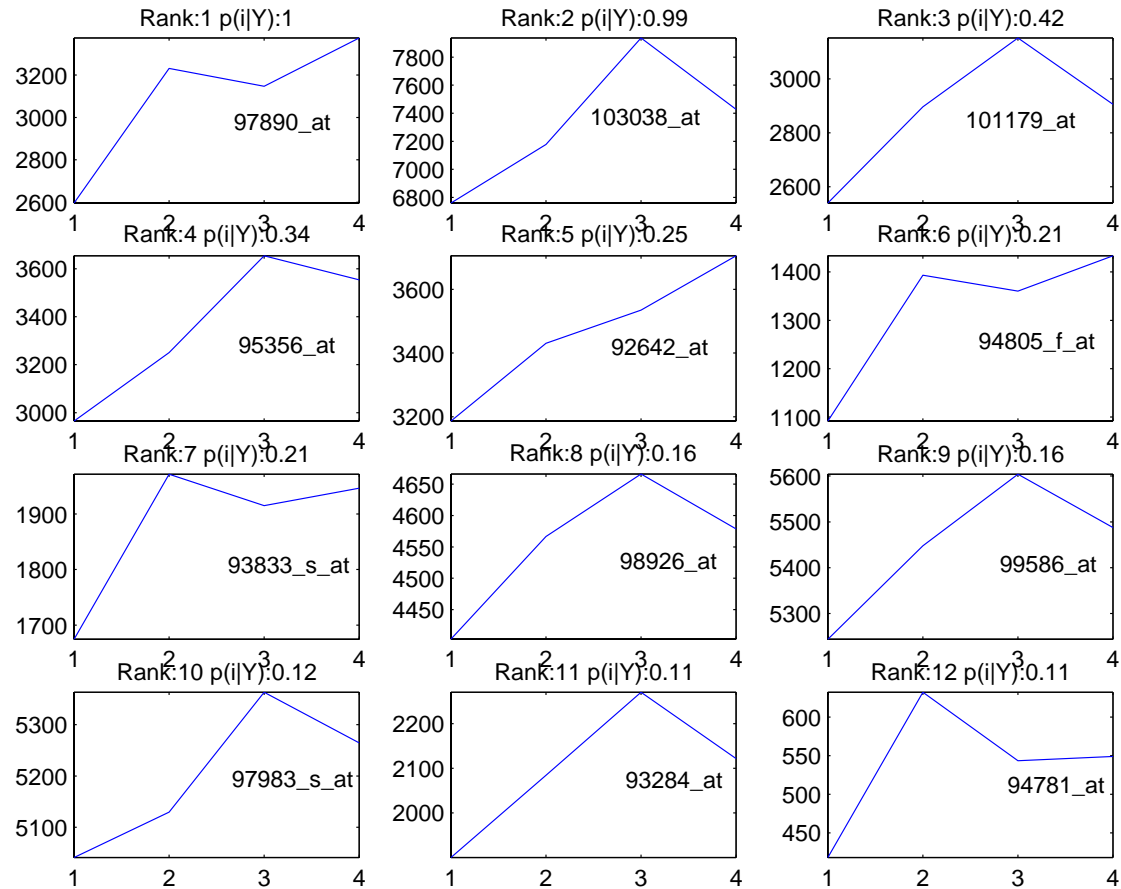 Rank:1 p(i|Y):1
3200
3000
2800
2600
97890_at
1 2 3 4
Rank:2 p(i|Y):0.99
7800
7600
7400
7200
7000
6800
103038_at
1 2 3 4
Rank:3 p(i|Y):0.42
3000
2800
2600
101179_at
1 2 3 4
Rank:4 p(i|Y):0.34
3600
3400
3200
3000
95356_at
1 2 3 4
Rank:5 p(i|Y):0.25
3600
3400
3200
92642_at
1 2 3 4
Rank:6 p(i|Y):0.21
1400
1300
1200
1100
94805_f_at
1 2 3 4
Rank:7 p(i|Y):0.21
1900
1800
1700
93833_s_at
1 2 3 4
Rank:8 p(i|Y):0.16
4650
4600
4550
4500
4450
98926_at
1 2 3 4
Rank:9 p(i|Y):0.16
5600
5500
5400
5300
99586_at
1 2 3 4
Rank:10 p(i|Y):0.12
5300
5200
5100
97983_s_at
1 2 3 4
Rank:11 p(i|Y):0.11
2200
2100
2000
93284_at
1 2 3 4
Rank:12 p(i|Y):0.11
600
550
500
450
94781_at
1 2 3 4